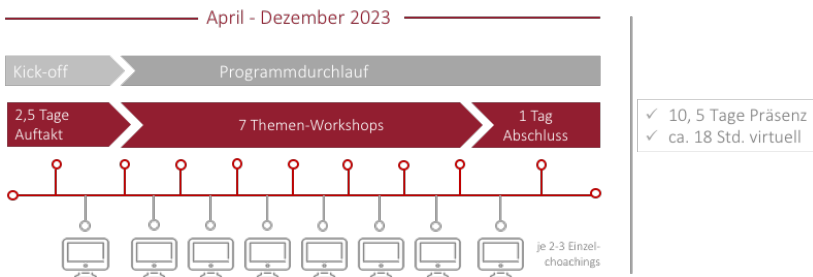 April - Dezember 2023
Kick-off
Programmdurchlauf
2,5 Tage
Auftakt
7 Themen-Workshops
1 Tag
Abschluss
✓ 10, 5 Tage Präsenz
✓ ca. 18 Std. virtuell
je 2-3 Einzel-
choachings